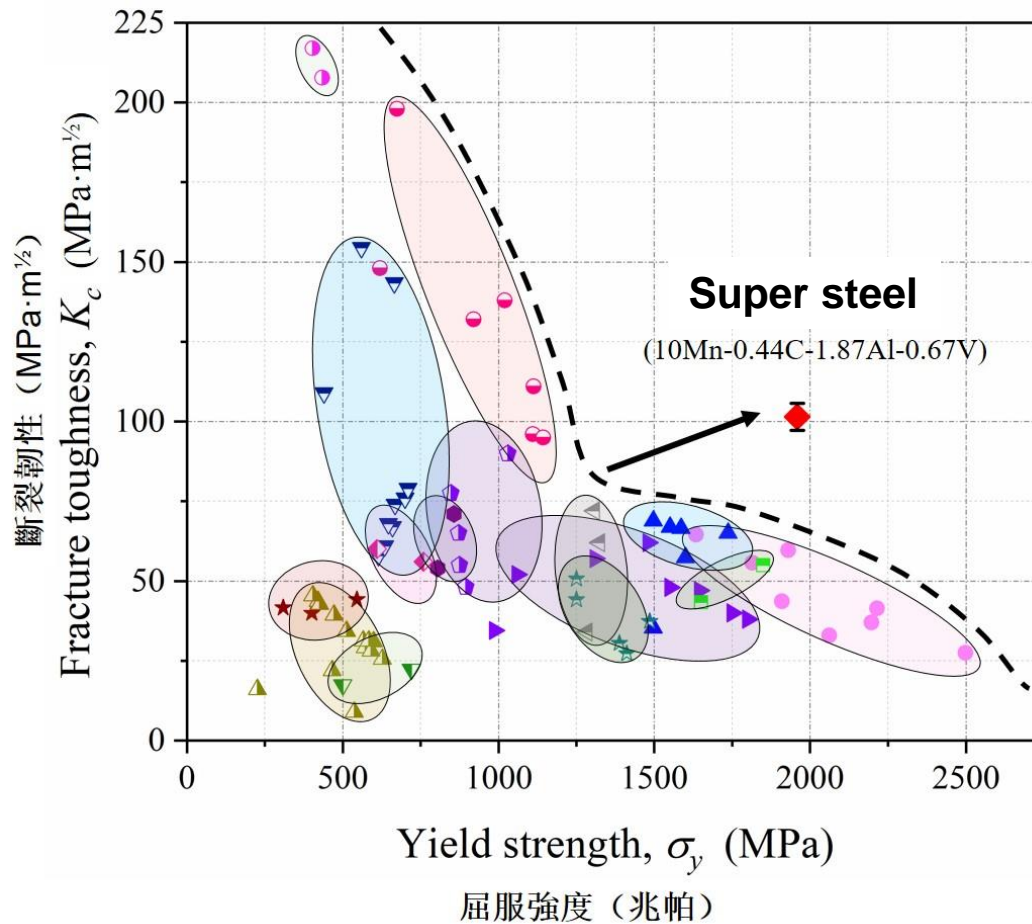 225
200
150
100
50
0
0
500
1000
1500
2000
2500
斷裂韌性（MPa·m½）
Fracture toughness, Kc (MPa·m½)
Super steel
(10Mn-0.44C-1.87Al-0.67V)
Yield strength, σy (MPa)
屈服強度（兆帕）